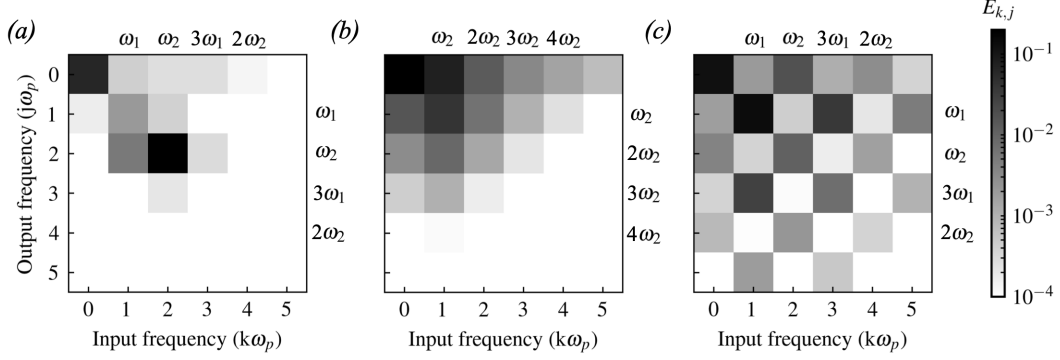 (a)
ω₁ ω₂ 3ω₁ 2ω₂
Output frequency (jωₚ)
0
1
2
3
4
5
ω₁
ω₂
3ω₁
2ω₂
0 1 2 3 4 5
Input frequency (kωₚ)
(b)
ω₂ 2ω₂ 3ω₂ 4ω₂
ω₂
2ω₂
3ω₂
4ω₂
0 1 2 3 4 5
Input frequency (kωₚ)
(c)
ω₁ ω₂ 3ω₁ 2ω₂
ω₁
ω₂
3ω₁
2ω₂
0 1 2 3 4 5
Input frequency (kωₚ)
E_{k,j}
10⁻¹
10⁻²
10⁻³
10⁻⁴